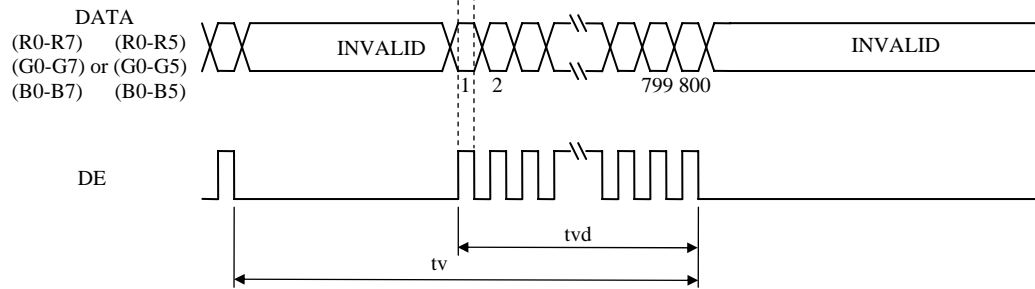 DATA
(R0-R7) (R0-R5)
(G0-G7) or (G0-G5)
(B0-B7) (B0-B5)
INVALID
INVALID
1 2 799 800
DE
tvd
tv